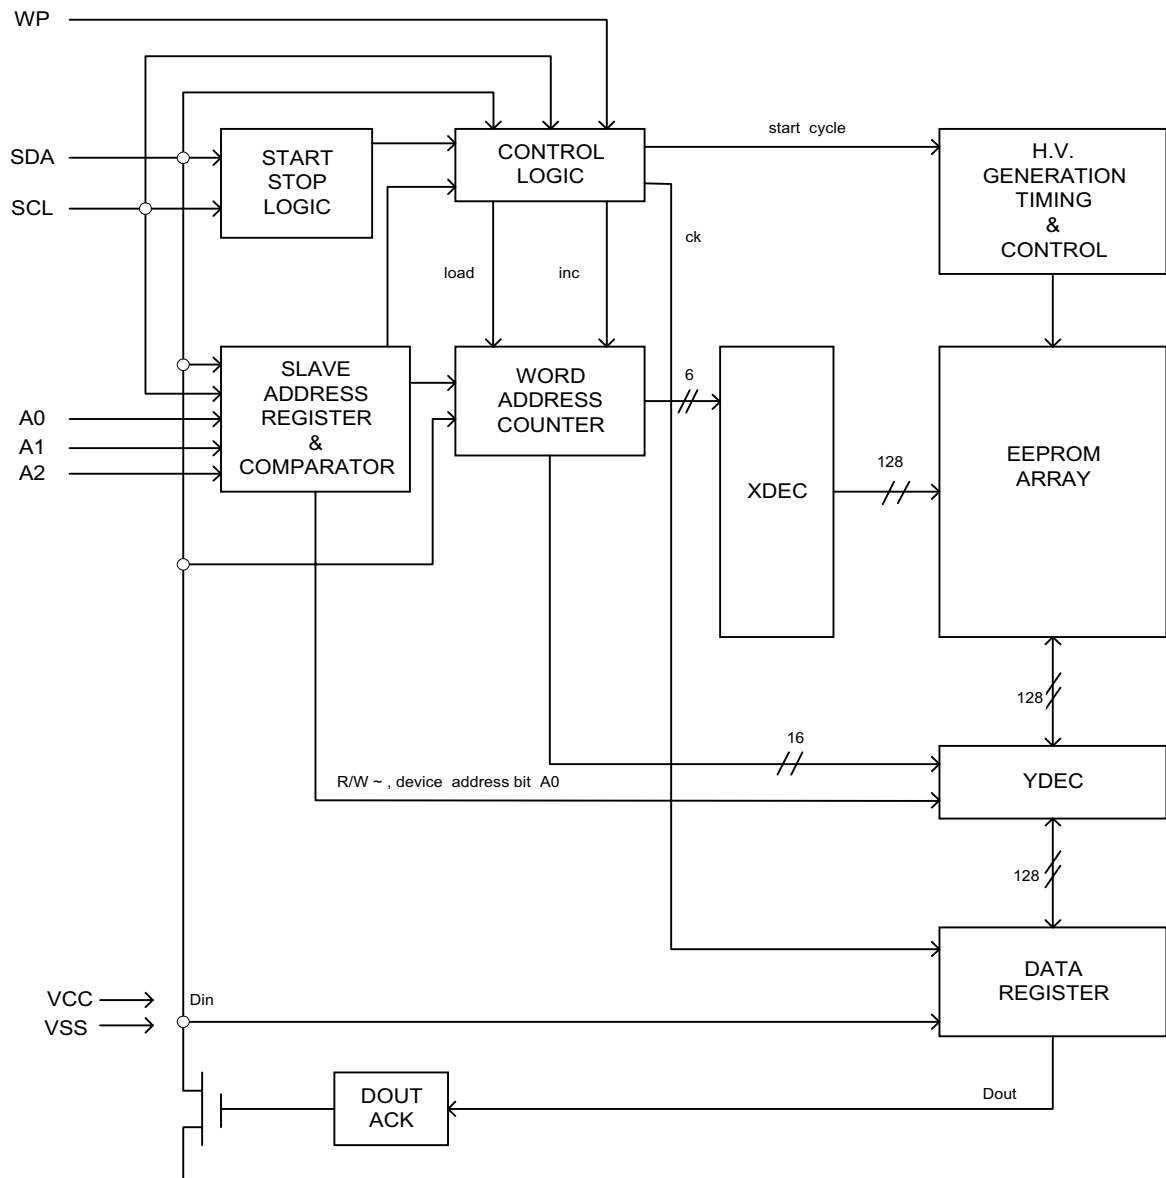 WP
SDA
SCL
START
STOP
LOGIC
CONTROL
LOGIC
start cycle
H.V.
GENERATION
TIMING
&
CONTROL
load
inc
ck
A0
A1
A2
SLAVE
ADDRESS
REGISTER
&
COMPARATOR
WORD
ADDRESS
COUNTER
6
XDEC
128
EEPROM
ARRAY
128
16
R/W ~ , device address bit A0
YDEC
128
VCC
VSS
Din
DATA
REGISTER
DOUT
ACK
Dout